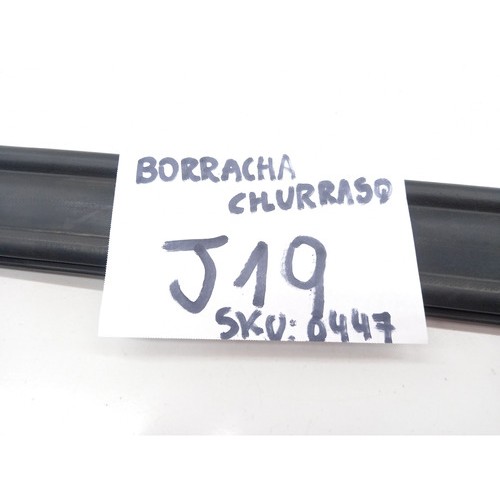 BORRACHA
CHURRASQ
J19
SKU: 0447